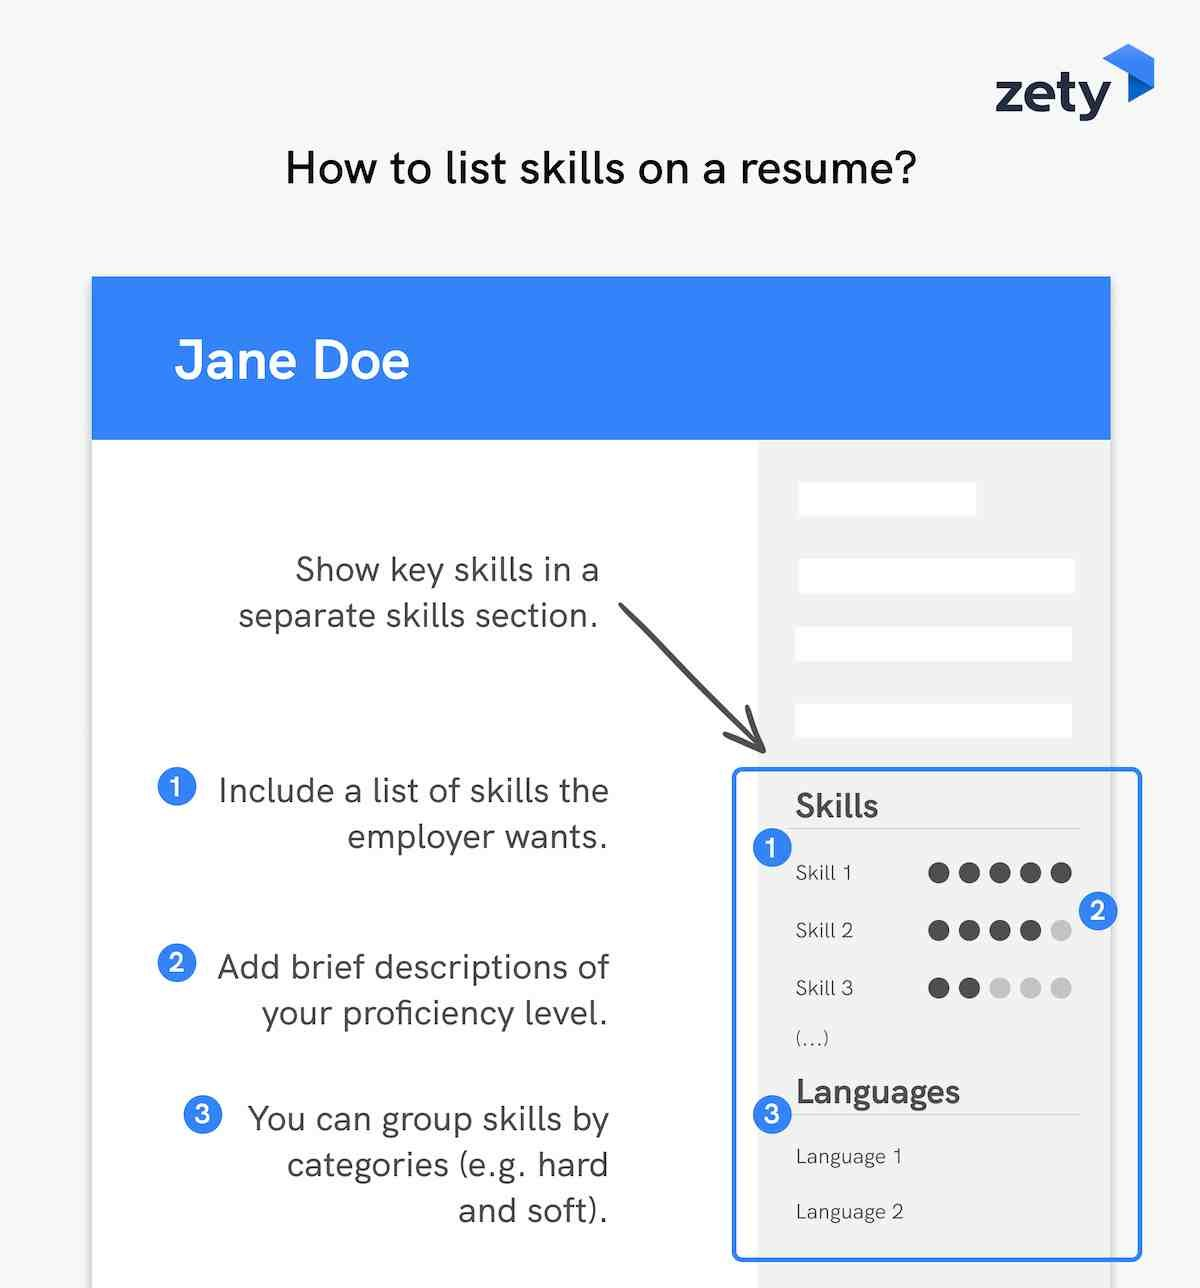 zety
How to list skills on a resume?
Jane Doe
Show key skills in a
separate skills section.
1 Include a list of skills the
employer wants.
2 Add brief descriptions of
your proficiency level.
3 You can group skills by
categories (e.g. hard
and soft).
Skills
1
Skill 1
2
Skill 2
Skill 3
(...)
Languages
3
Language 1
Language 2